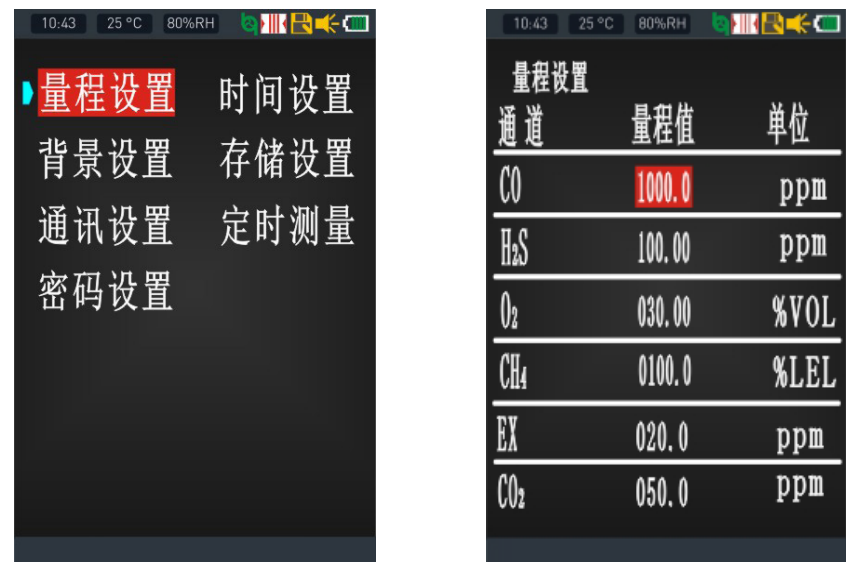 10:43 25 °C 80%RH
量程设置 时间设置
背景设置 存储设置
通讯设置 定时测量
密码设置
10:43 25 °C 80%RH
量程设置
通道 量程值 单位
CO 1000.0 ppm
H₂S 100.00 ppm
O₂ 030.00 %VOL
CH₄ 0100.0 %LEL
EX 020.0 ppm
CO₂ 050.0 ppm